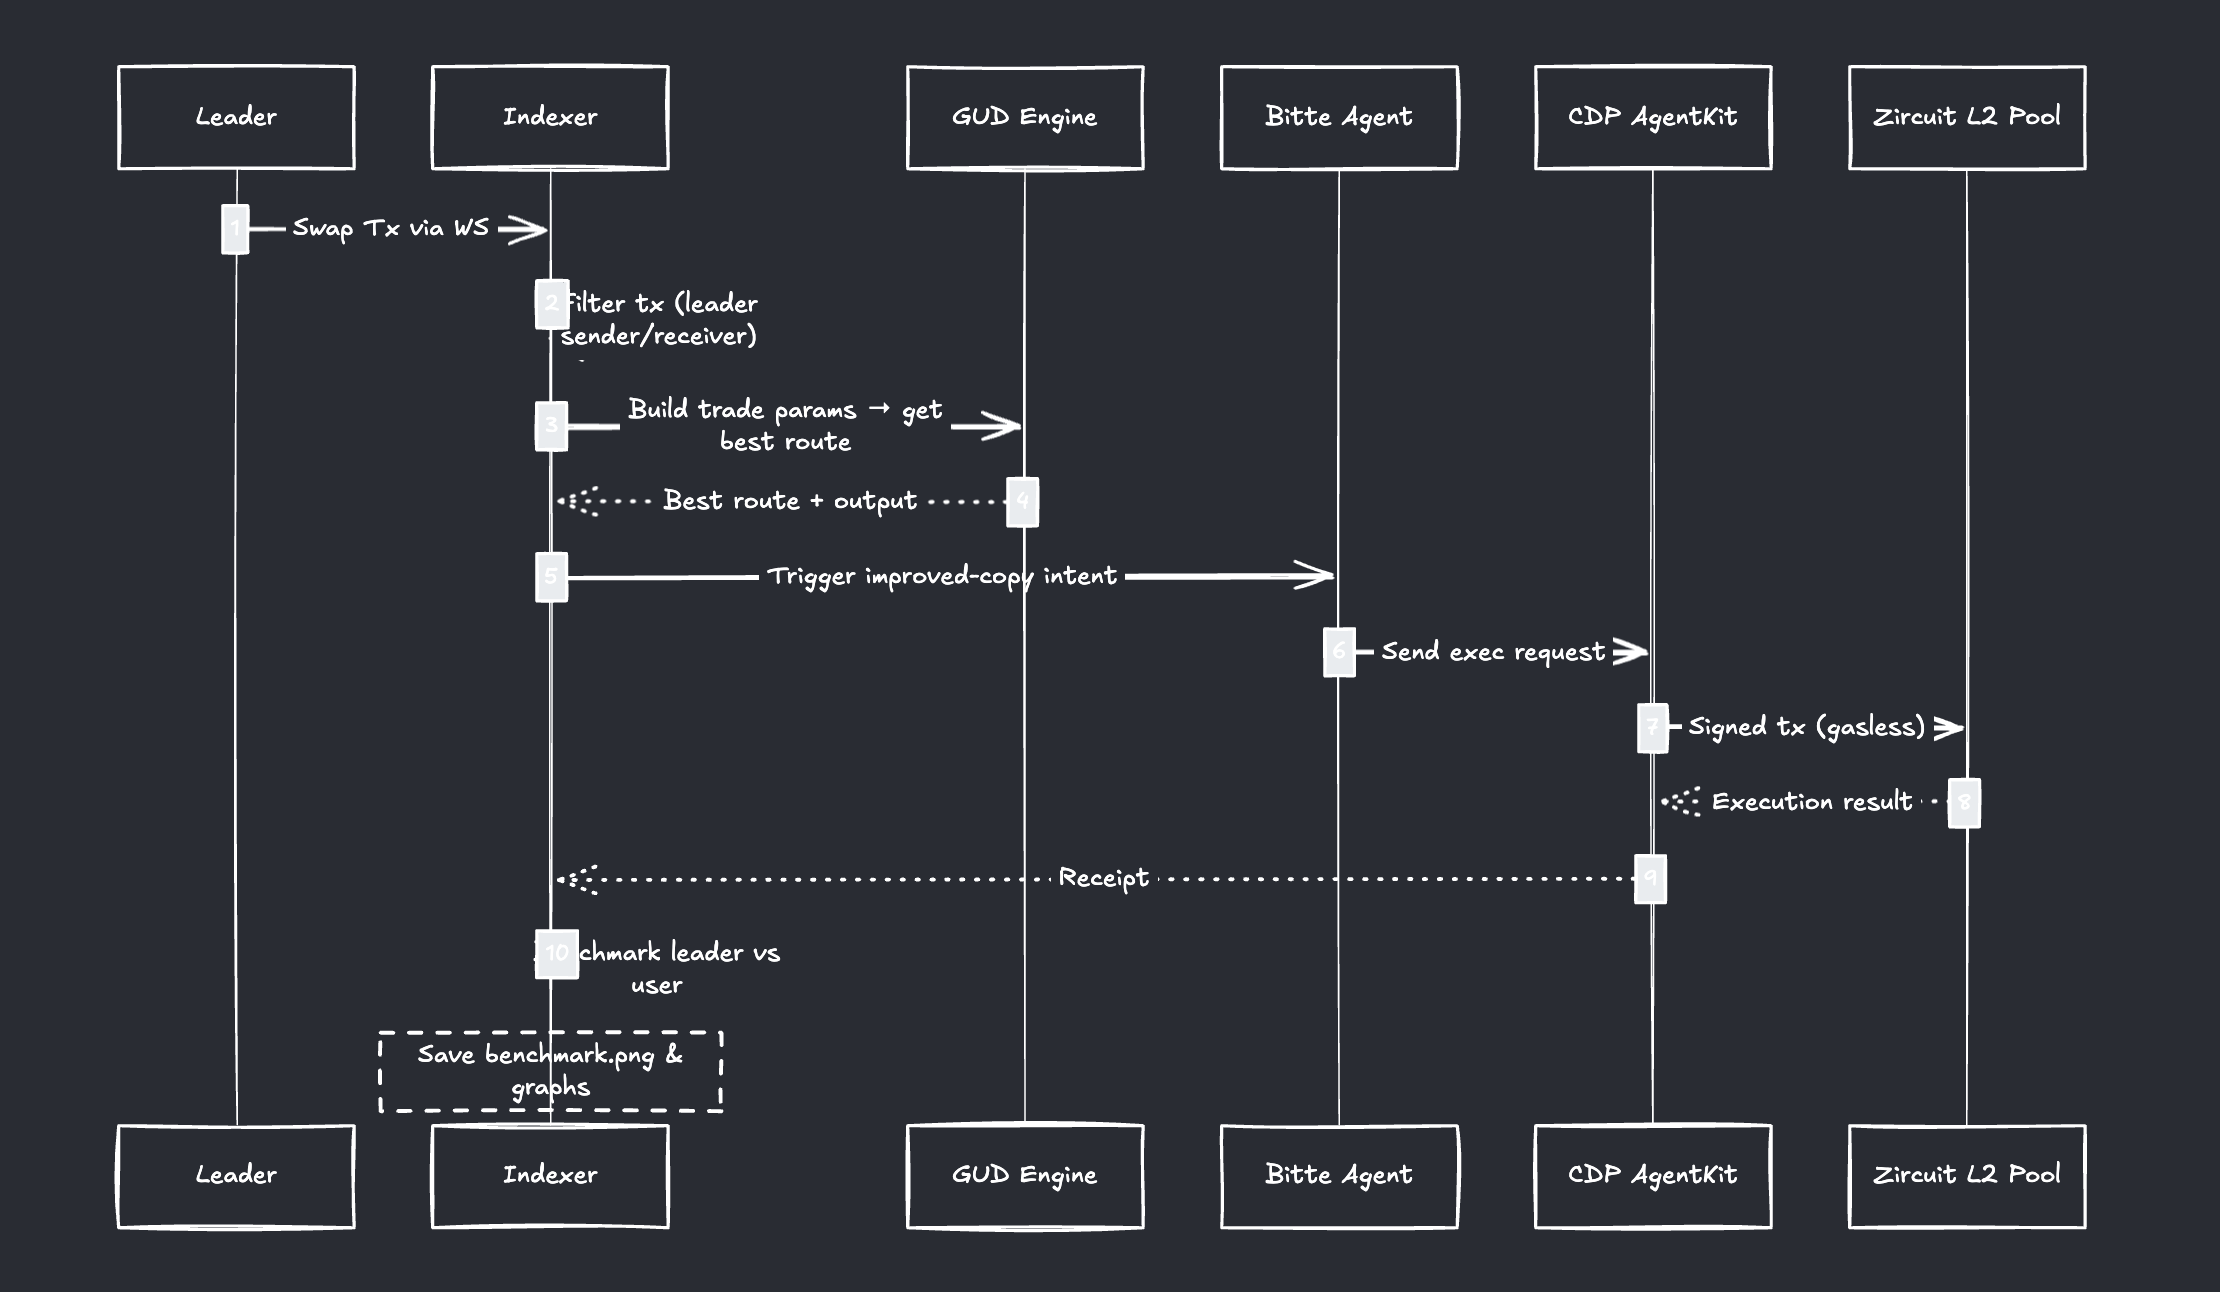 Leader
Indexer
GUD Engine
Bitte Agent
CDP AgentKit
Zircuit L2 Pool
1
Swap Tx via WS
2
Filter tx (leader
sender/receiver)
3
Build trade params → get
best route
4
Best route + output
5
Trigger improved-copy intent
6
Send exec request
7
Signed tx (gasless)
8
Execution result
9
Receipt
10
chmark leader vs
user
Save benchmark.png &
graphs
Leader
Indexer
GUD Engine
Bitte Agent
CDP AgentKit
Zircuit L2 Pool